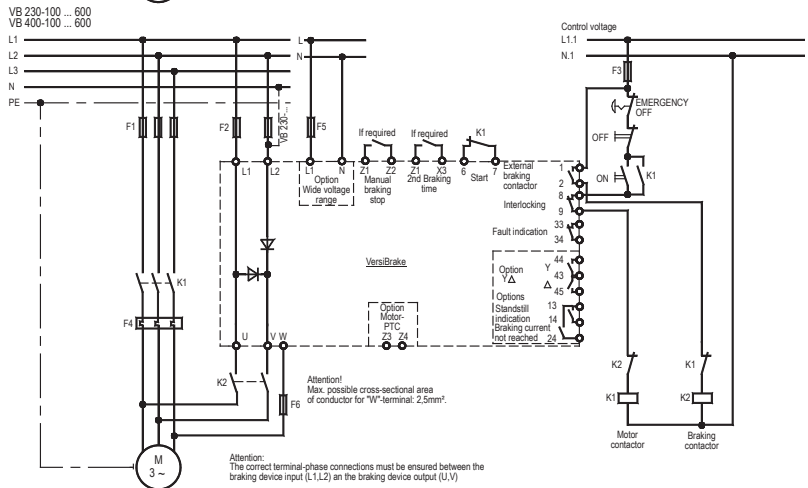 VB 230-100 ... 600
VB 400-100 ... 600
L1
L2
L3
N
PE
L
N
Control voltage
L1.1
N.1
F1
F2
VB 230-...
F5
F3
EMERGENCY
OFF
OFF
ON
K1
If required
If required
K1
L1
L2
L1
N
Z1
Z2
Z1
X3
6
7
Option
Wide voltage
range
Manual
braking
stop
2nd Braking
time
Start
External
braking
contactor
1
2
8
Interlocking
9
Fault indication
33
34
VersiBrake
Option
Y△
Y
△
44
43
45
Options
Standstill
indication
Braking current
not reached
13
14
24
Option
Motor-
PTC
Z3 Z4
K1
F4
U
V
W
K2
F6
Attention!
Max. possible cross-sectional area
of conductor for "W"-terminal: 2,5mm².
K2
K1
K1
K2
Motor
contactor
Braking
contactor
M
3 ~
Attention:
The correct terminal-phase connections must be ensured between the
braking device input (L1,L2) an the braking device output (U,V)